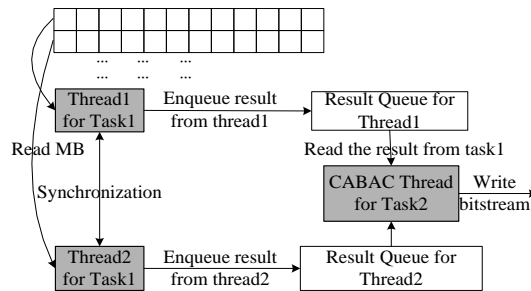 ... ... ...
... ... ...
Thread1
for Task1
Enqueue result
from thread1
Result Queue for
Thread1
Read MB
Read the result from task1
Synchronization
CABAC Thread
for Task2
Write
bitstream
Thread2
for Task1
Enqueue result
from thread2
Result Queue for
Thread2